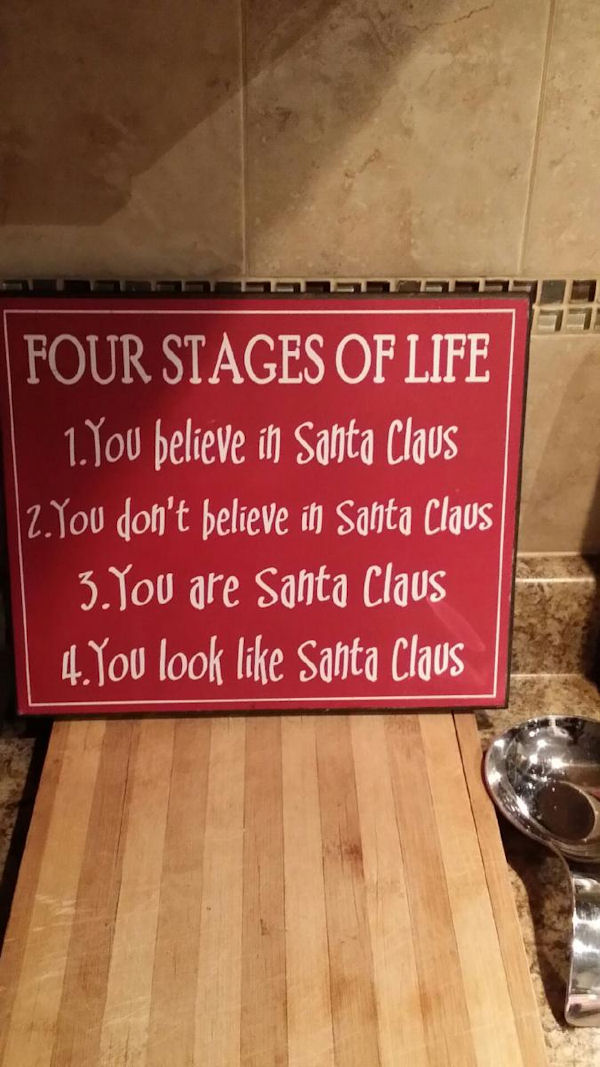 FOUR STAGES OF LIFE
1.You believe in Santa Claus
2.You don't believe in Santa Claus
3.You are Santa Claus
4.You look like Santa Claus